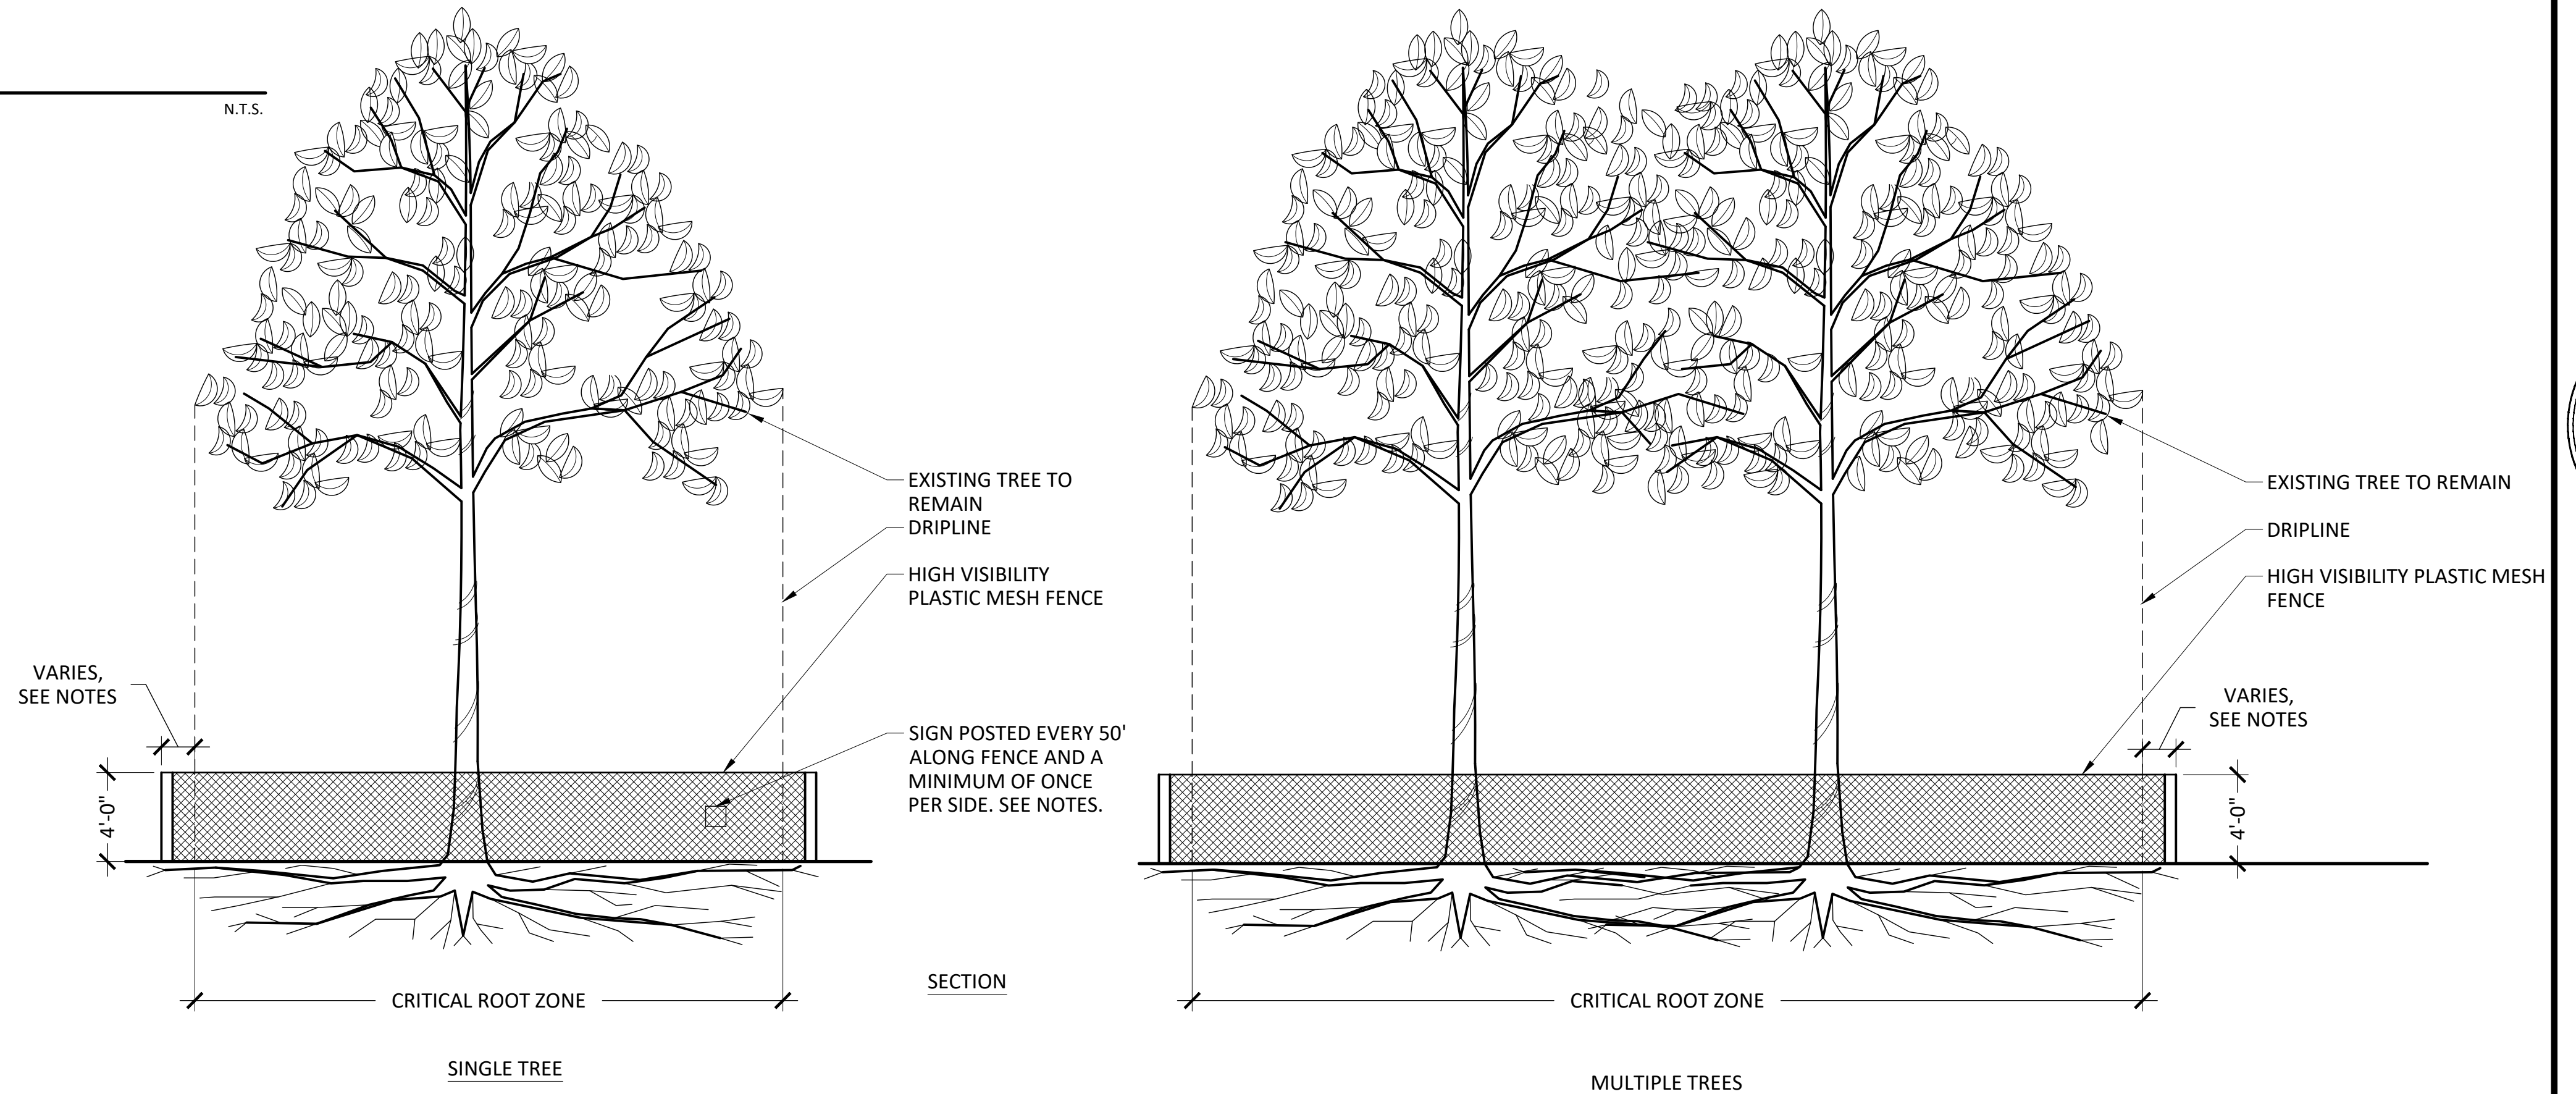 N.T.S.
EXISTING TREE TO
REMAIN
DRIPLINE
HIGH VISIBILITY
PLASTIC MESH FENCE
VARIES,
SEE NOTES
SIGN POSTED EVERY 50'
ALONG FENCE AND A
MINIMUM OF ONCE
PER SIDE. SEE NOTES.
4'-0"
CRITICAL ROOT ZONE
SINGLE TREE
SECTION
EXISTING TREE TO REMAIN
DRIPLINE
HIGH VISIBILITY PLASTIC MESH
FENCE
VARIES,
SEE NOTES
4'-0"
CRITICAL ROOT ZONE
MULTIPLE TREES